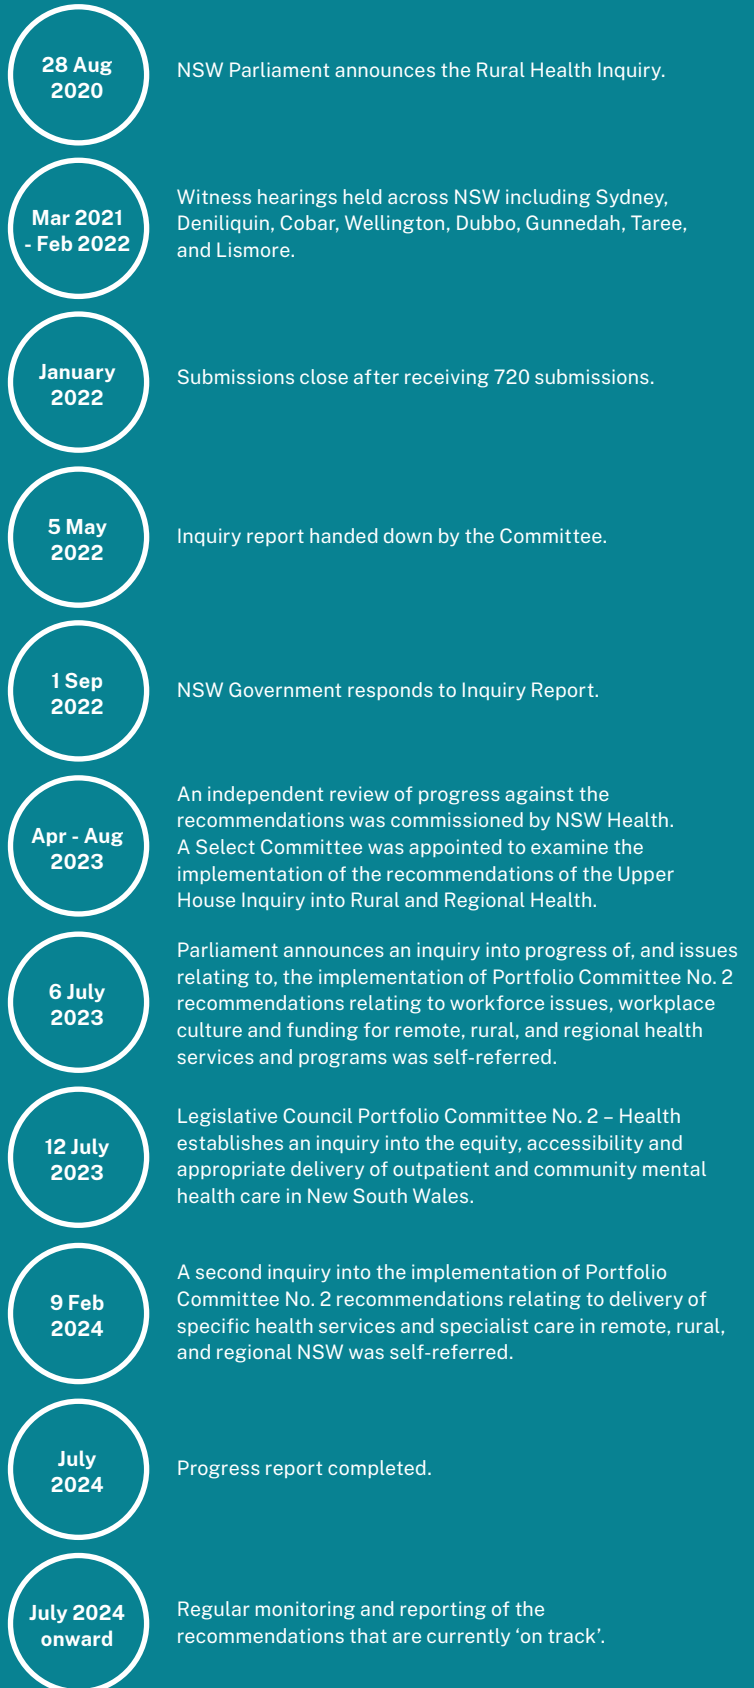 28 Aug
2020
NSW Parliament announces the Rural Health Inquiry.
Mar 2021
- Feb 2022
Witness hearings held across NSW including Sydney,
Deniliquin, Cobar, Wellington, Dubbo, Gunnedah, Taree,
and Lismore.
January
2022
Submissions close after receiving 720 submissions.
5 May
2022
Inquiry report handed down by the Committee.
1 Sep
2022
NSW Government responds to Inquiry Report.
Apr - Aug
2023
An independent review of progress against the
recommendations was commissioned by NSW Health.
A Select Committee was appointed to examine the
implementation of the recommendations of the Upper
House Inquiry into Rural and Regional Health.
6 July
2023
Parliament announces an inquiry into progress of, and issues
relating to, the implementation of Portfolio Committee No. 2
recommendations relating to workforce issues, workplace
culture and funding for remote, rural, and regional health
services and programs was self-referred.
12 July
2023
Legislative Council Portfolio Committee No. 2 – Health
establishes an inquiry into the equity, accessibility and
appropriate delivery of outpatient and community mental
health care in New South Wales.
9 Feb
2024
A second inquiry into the implementation of Portfolio
Committee No. 2 recommendations relating to delivery of
specific health services and specialist care in remote, rural,
and regional NSW was self-referred.
July
2024
Progress report completed.
July 2024
onward
Regular monitoring and reporting of the
recommendations that are currently ‘on track’.